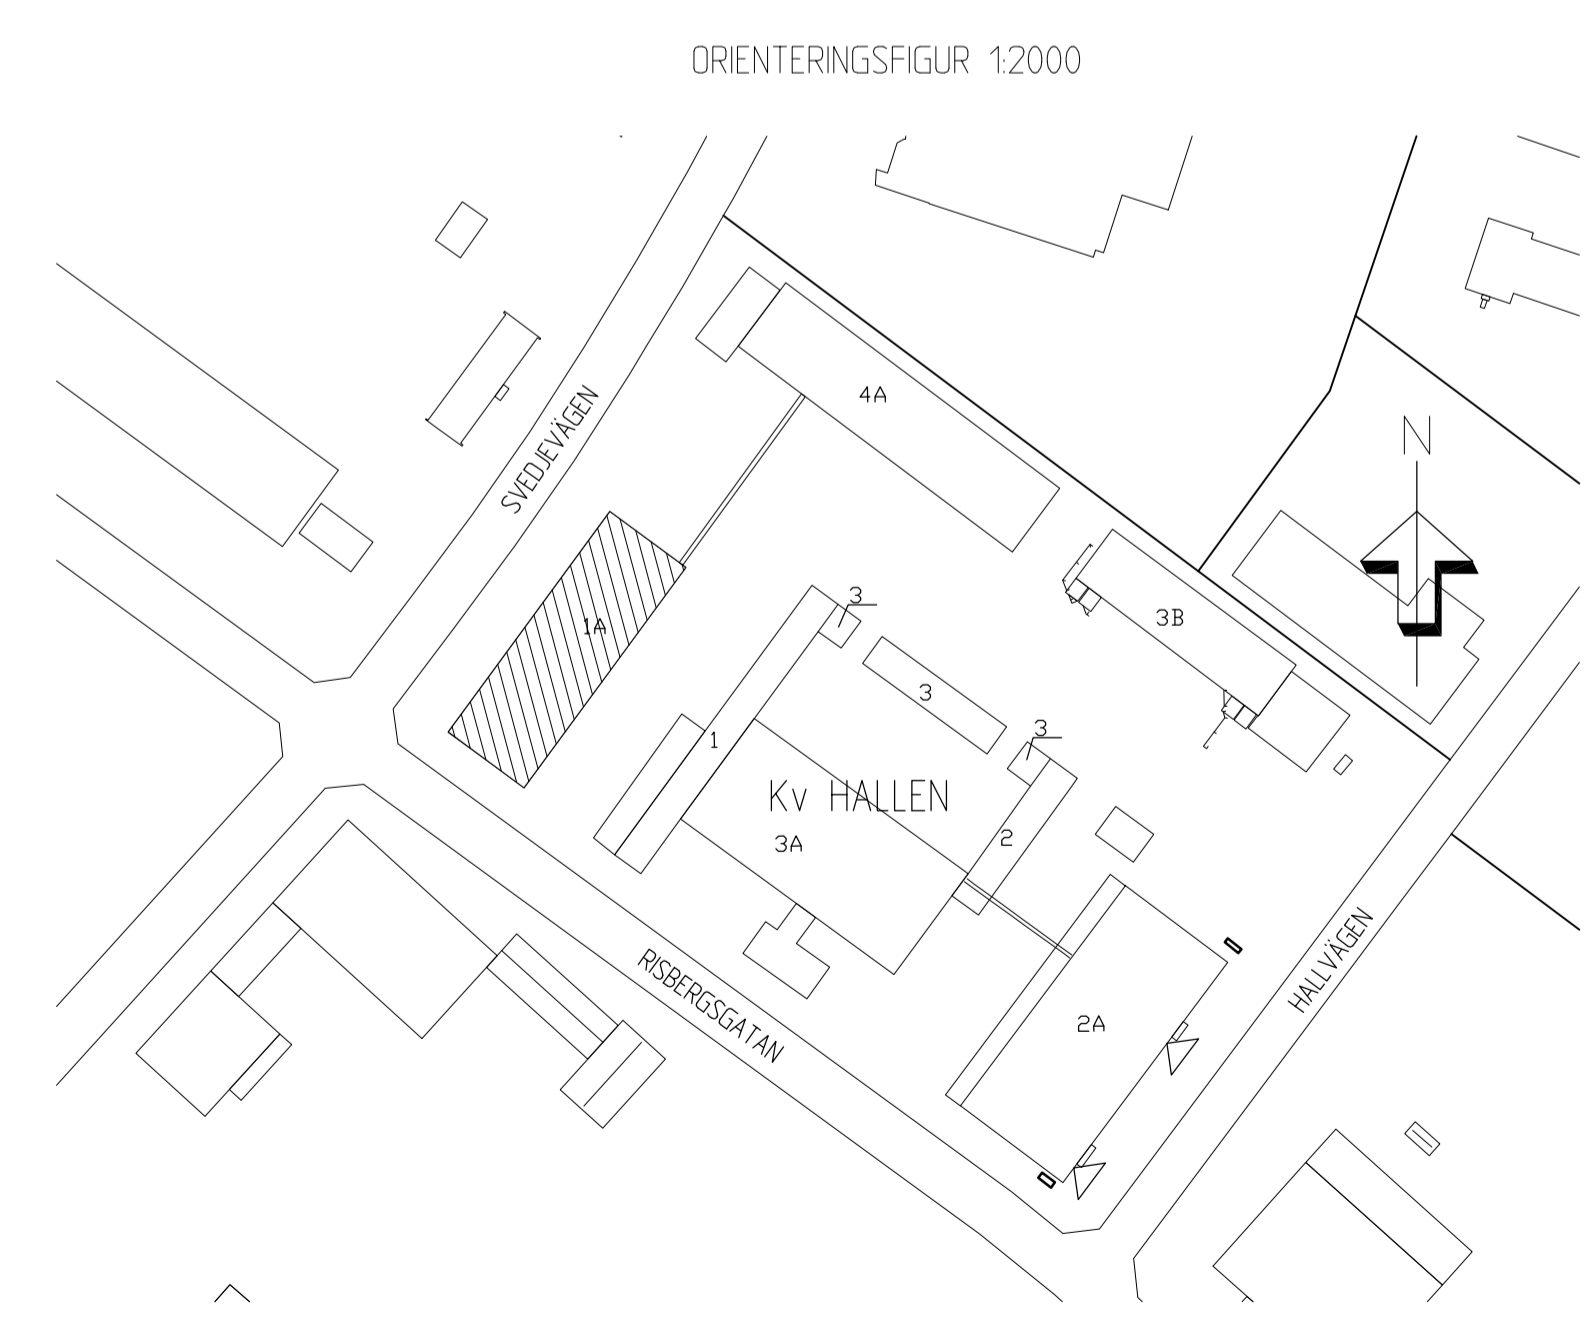 ORIENTERINGSFIGUR 1:2000
4A
N
SVEDJEVÄGEN
3
3B
1A
3
3
1
Kv HALLEN
2
3A
HALLVÄGEN
RISBERGSGATAN
2A